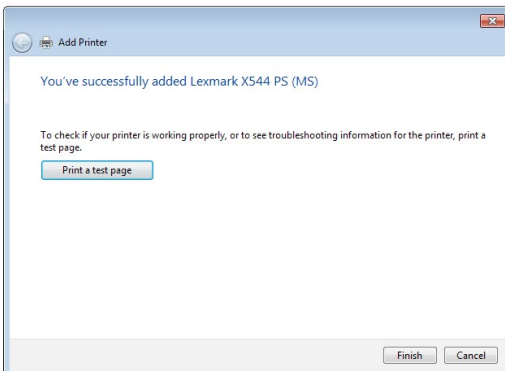 Add Printer
You've successfully added Lexmark X544 PS (MS)
To check if your printer is working properly, or to see troubleshooting information for the printer, print a
test page.
Print a test page
Finish Cancel